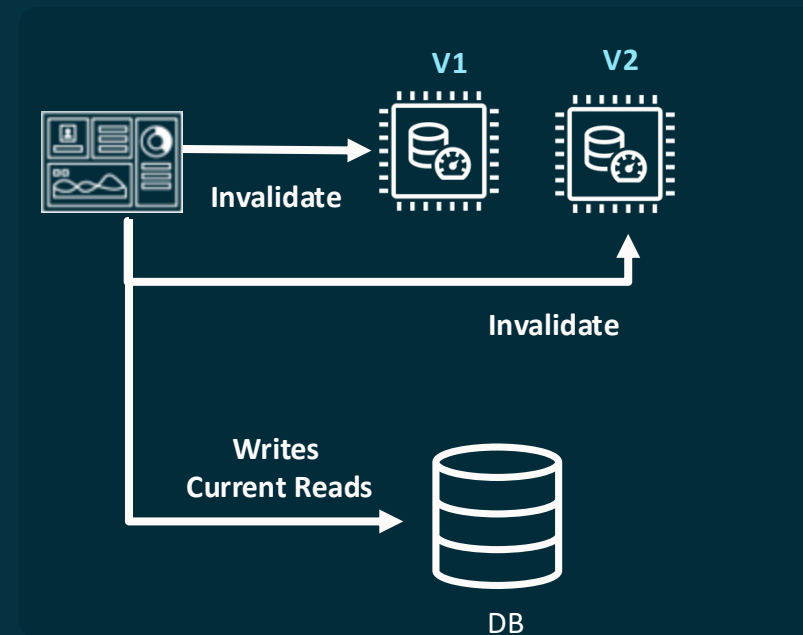 V1
V2
Invalidate
Invalidate
Writes
Current Reads
DB